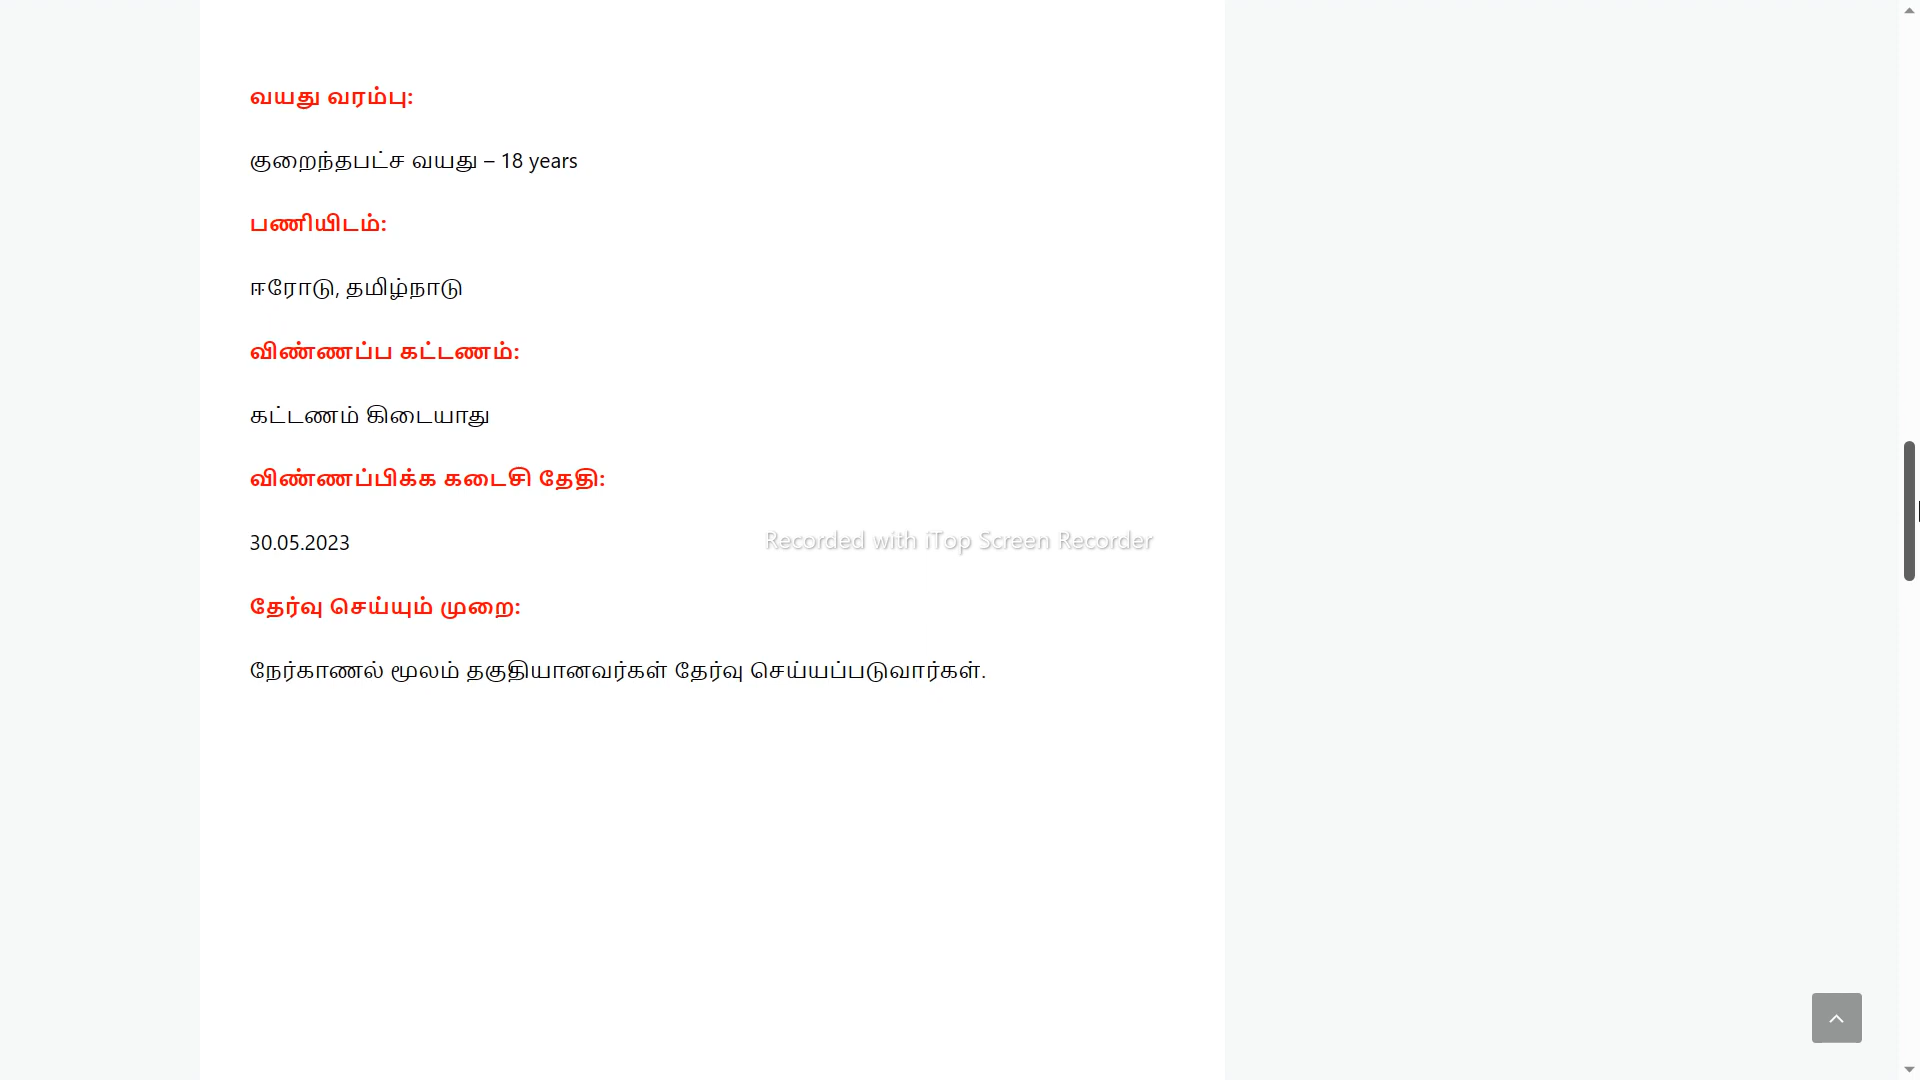 வயது வரம்பு:
குறைந்தபட்ச வயது – 18 years
பணியிடம்:
ஈரோடு, தமிழ்நாடு
விண்ணப்ப கட்டணம்:
கட்டணம் கிடையாது
விண்ணப்பிக்க கடைசி தேதி:
30.05.2023
Recorded with iTop Screen Recorder
தேர்வு செய்யும் முறை:
நேர்காணல் மூலம் தகுதியானவர்கள் தேர்வு செய்யப்படுவார்கள்.